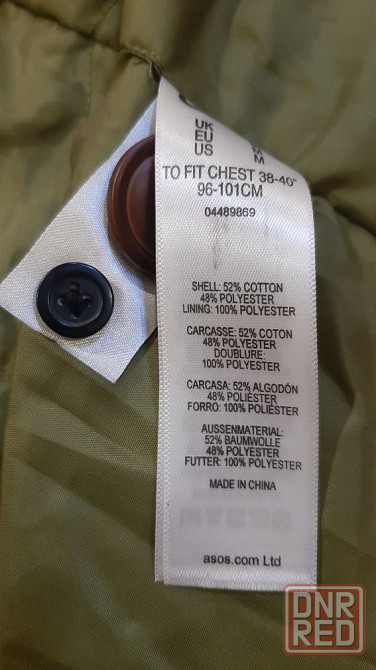 UK
EU M
US M
TO FIT CHEST 38-40"
96-101CM
04489869
SHELL: 52% COTTON
48% POLYESTER
LINING: 100% POLYESTER
CARCASSE: 52% COTON
48% POLYESTER
DOUBLURE:
100% POLYESTER
CARCASA: 52% ALGODÓN
48% POLIÉSTER
FORRO: 100% POLIÉSTER
AUSSENMATERIAL:
52% BAUMWOLLE
48% POLYESTER
FUTTER: 100% POLYESTER
MADE IN CHINA
asos.com Ltd
DNR
RED